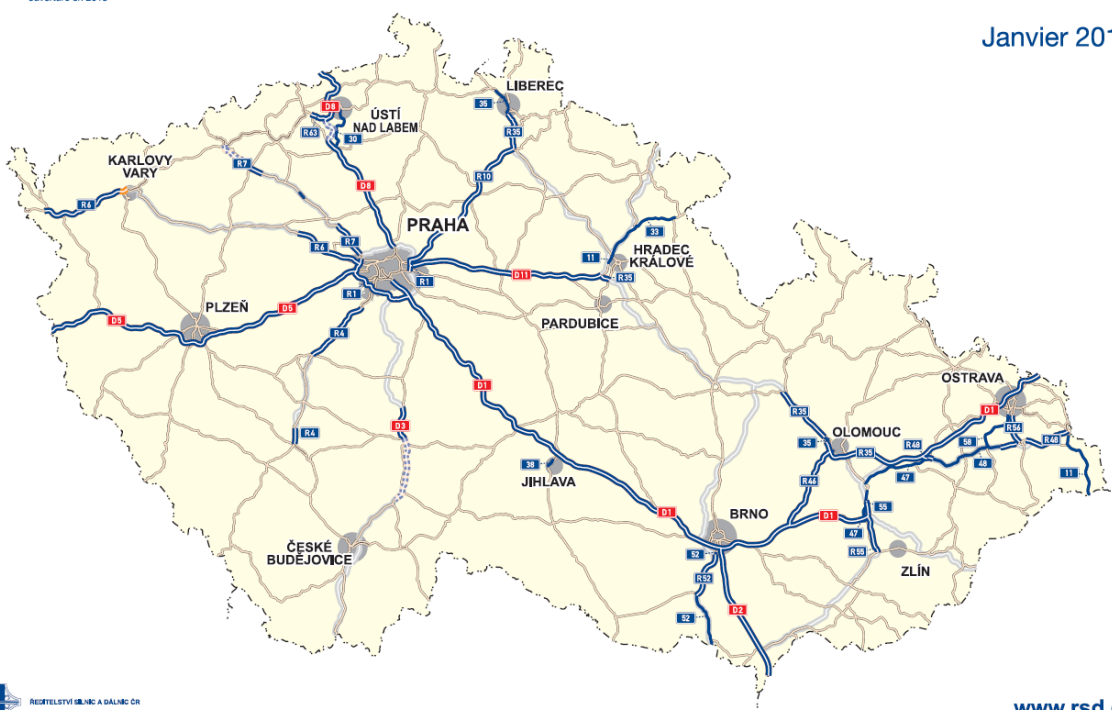 Janvier 201
LIBEREC
35
D8
ÚSTÍ
NAD LABEM
R63
30
R35
KARLOVY
VARY
R7
R10
D8
R6
PRAHA
33
R7
R6
11
HRADEC
KRÁLOVÉ
D11
R35
R1
R1
PLZEŇ
D5
D5
PARDUBICE
R4
OSTRAVA
D1
D1
R35
D3
R56
R4
35
OLOMOUC
R48
58
R48
R35
38
JIHLAVA
47
48
11
R46
BRNO
55
D1
D1
47
ČESKÉ
BUDĚJOVICE
52
R55
ZLÍN
R52
D2
52
ŘEDITELSTVÍ SILNIC A DÁLNIC ČR
www.rsd.